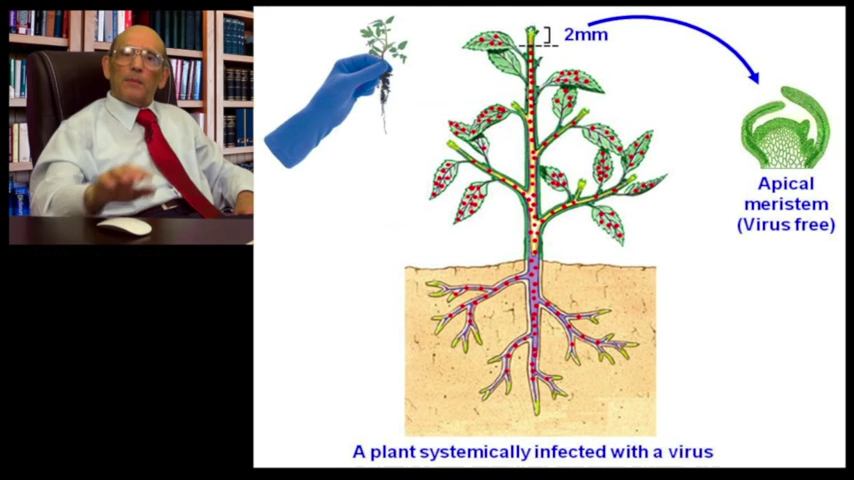 2mm
Apical
meristem
(Virus free)
A plant systemically infected with a virus